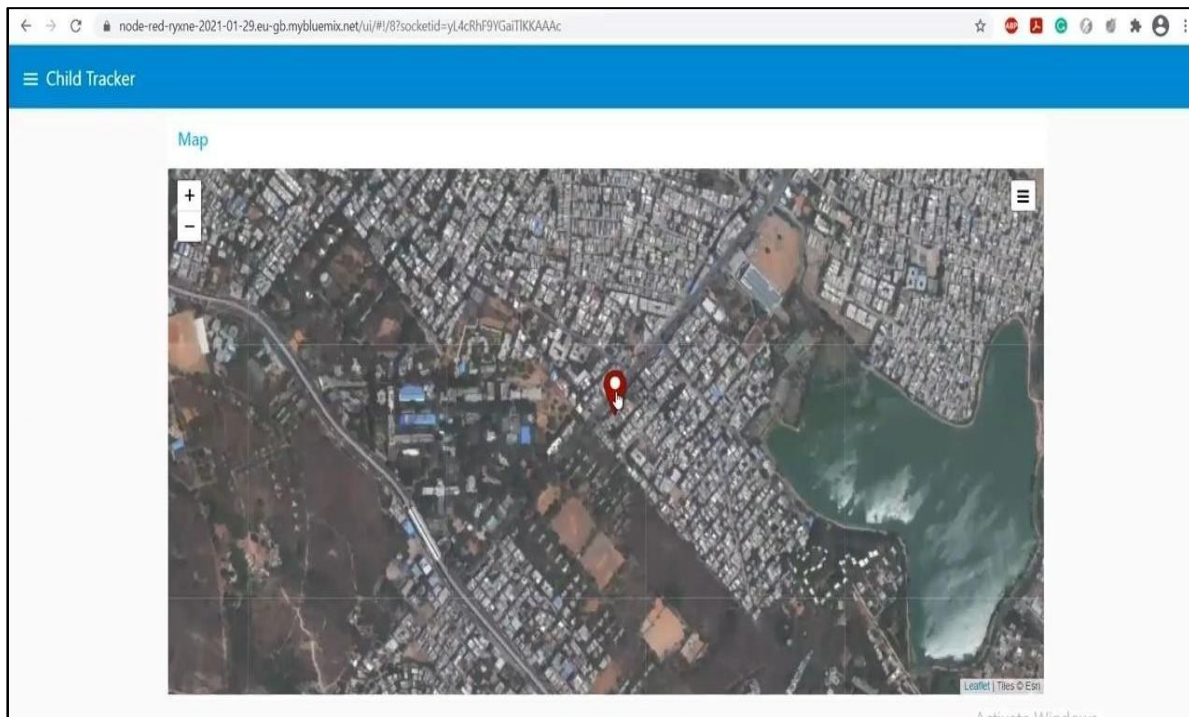 node-red-ryxne-2021-01-29.eu-gb.mybluemix.net/ui/#!/8?socketid=yL4cRhF9YGaiTlKKAAAc
ABP
Child Tracker
Map
+
−
Leaflet | Tiles © Esri
Activate Windows